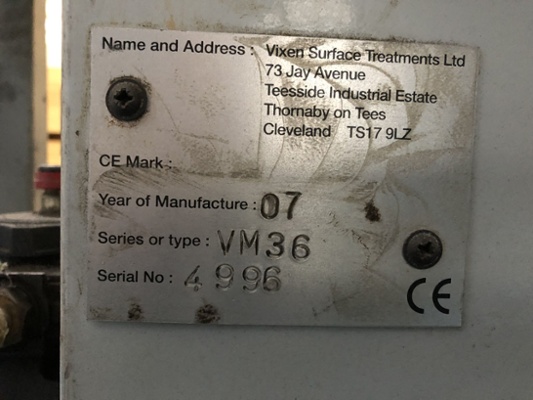 Name and Address : Vixen Surface Treatments Ltd
73 Jay Avenue
Teesside Industrial Estate
Thornaby on Tees
Cleveland TS17 9LZ
CE Mark :
Year of Manufacture : 07
Series or type : VM36
Serial No : 4996
CE